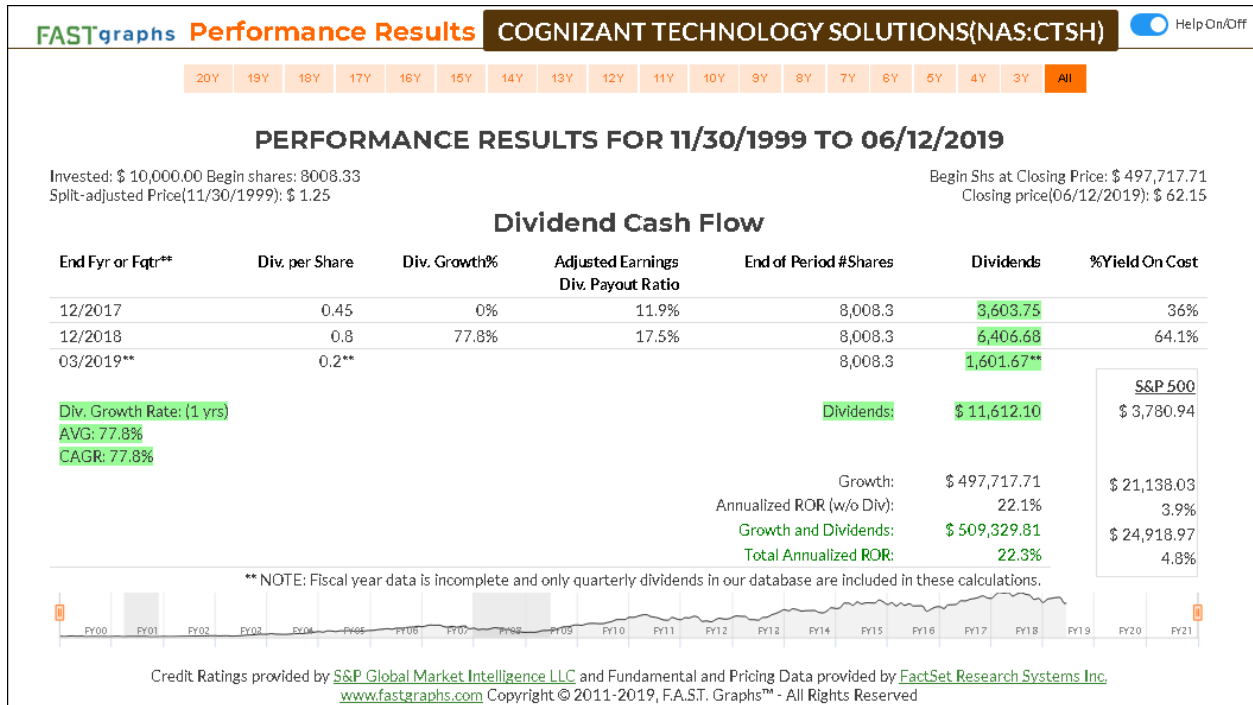 FAST graphs Performance Results COGNIZANT TECHNOLOGY SOLUTIONS(NAS:CTSH) Help On/Off
20Y 19Y 18Y 17Y 16Y 15Y 14Y 13Y 12Y 11Y 10Y 9Y 8Y 7Y 6Y 5Y 4Y 3Y All
PERFORMANCE RESULTS FOR 11/30/1999 TO 06/12/2019
Invested: $ 10,000.00 Begin shares: 8008.33 Begin Shs at Closing Price: $ 497,717.71
Split-adjusted Price(11/30/1999): $ 1.25 Closing price(06/12/2019): $ 62.15
Dividend Cash Flow
End Fyr or Fqtr** Div. per Share Div. Growth% Adjusted Earnings End of Period #Shares Dividends %Yield On Cost
Div. Payout Ratio
12/2017 0.45 0% 11.9% 8,008.3 3,603.75 36%
12/2018 0.8 77.8% 17.5% 8,008.3 6,406.68 64.1%
03/2019** 0.2** 8,008.3 1,601.67**
S&P 500
Div. Growth Rate: (1 yrs) Dividends: $ 11,612.10 $ 3,780.94
AVG: 77.8%
CAGR: 77.8%
Growth: $ 497,717.71 $ 21,138.03
Annualized ROR (w/o Div): 22.1% 3.9%
Growth and Dividends: $ 509,329.81 $ 24,918.97
Total Annualized ROR: 22.3% 4.8%
** NOTE: Fiscal year data is incomplete and only quarterly dividends in our database are included in these calculations.
FY00 FY01 FY02 FY03 FY04 FY05 FY06 FY07 FY08 FY09 FY10 FY11 FY12 FY13 FY14 FY15 FY16 FY17 FY18 FY19 FY20 FY21
Credit Ratings provided by S&P Global Market Intelligence LLC and Fundamental and Pricing Data provided by FactSet Research Systems Inc.
www.fastgraphs.com Copyright © 2011-2019, F.A.S.T. Graphs™ - All Rights Reserved